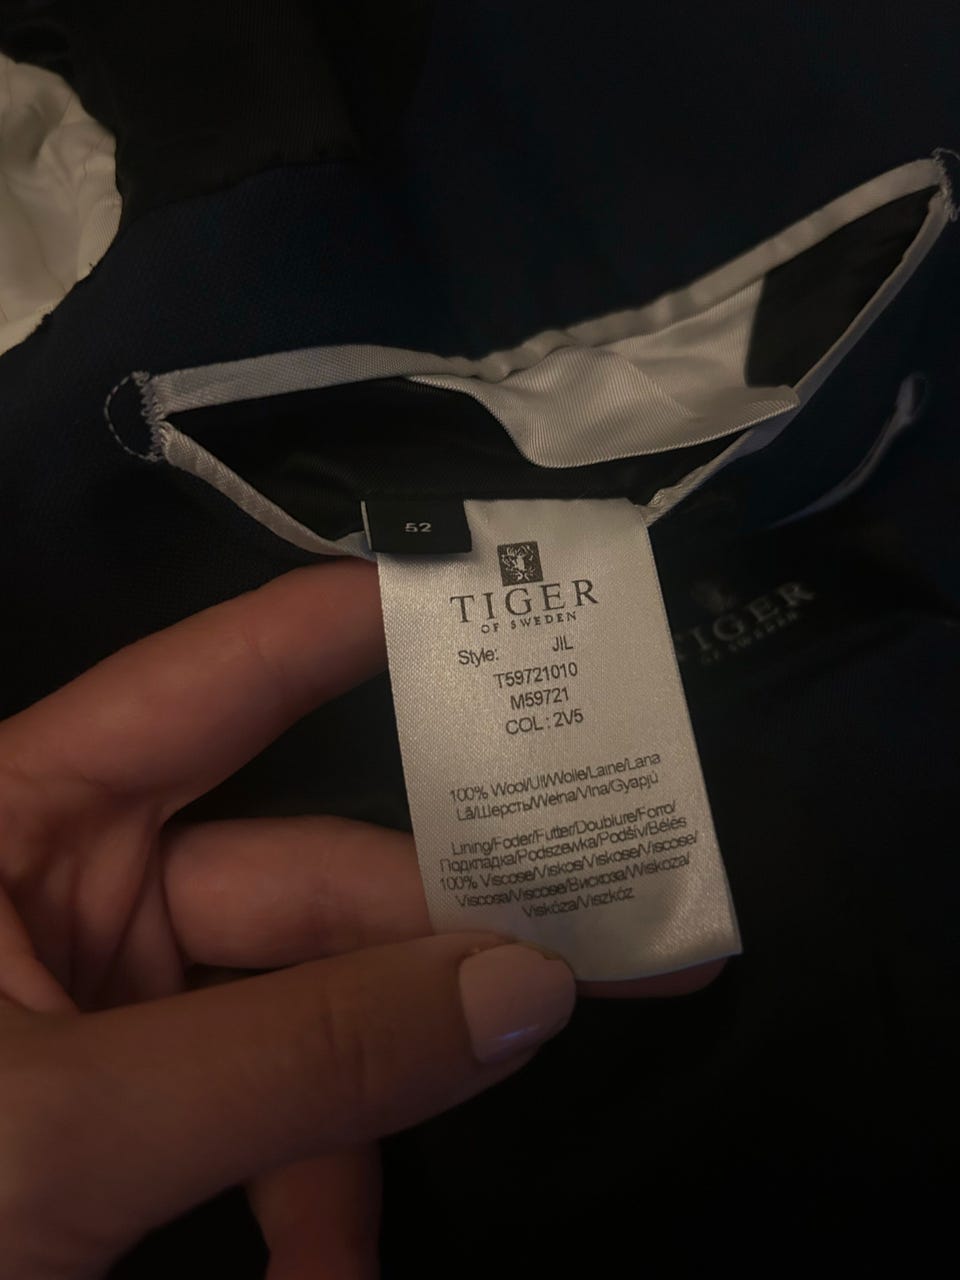 52
TIGER
OF SWEDEN
Style: JIL
T59721010
M59721
COL: 2V5
100% Wool/Ull/Wolle/Laine/Lana
Lã/Шерсть/Wełna/Vlna/Gyapjú
Lining/Foder/Futter/Doublure/Forro/
Подкладка/Podszewka/Podšív/Bélés
100% Viscose/Viskos/Viskose/Viscose/
Viscosa/Viscose/Вискоза/Wiskoza/
Viskóza/Viszkóz
TIGER
OF SWEDEN